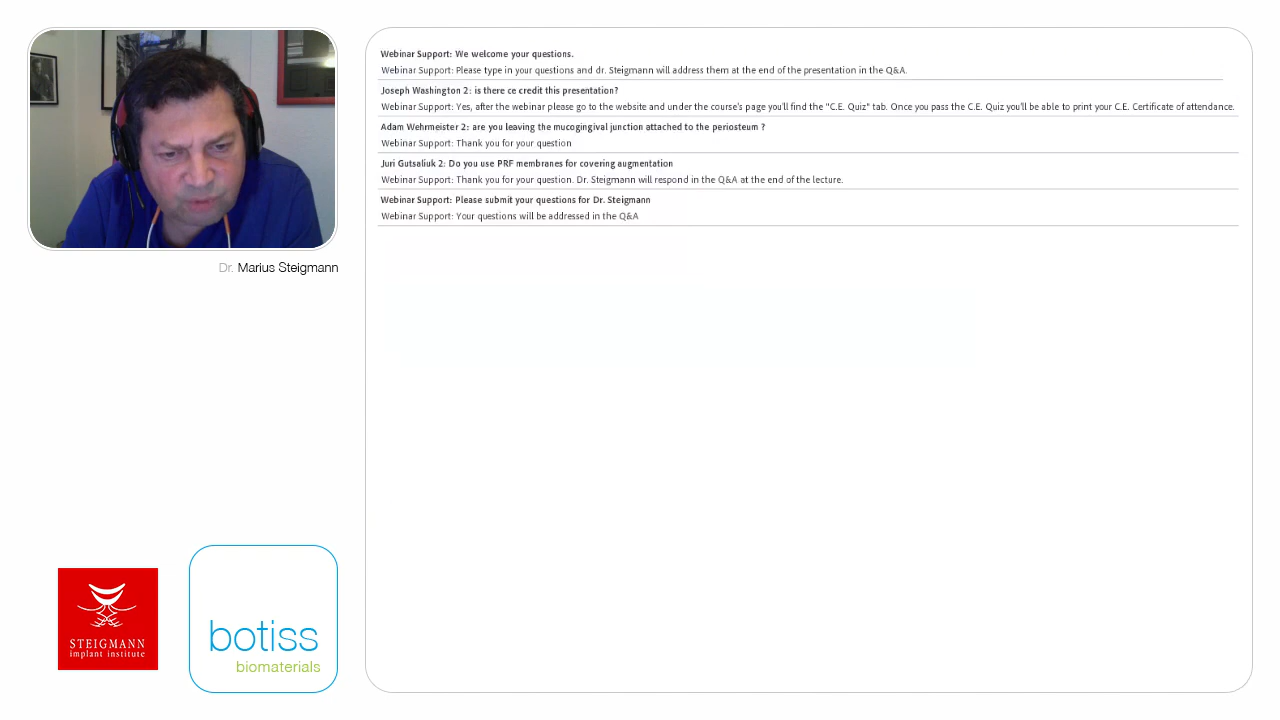 Webinar Support: We welcome your questions.
Webinar Support: Please type in your questions and dr. Steigmann will address them at the end of the presentation in the Q&A.
Joseph Washington 2: is there ce credit this presentation?
Webinar Support: Yes, after the webinar please go to the website and under the course's page you'll find the "C.E. Quiz" tab. Once you pass the C.E. Quiz you'll be able to print your C.E. Certificate of attendance.
Adam Wehrmeister 2: are you leaving the mucogingival junction attached to the periosteum ?
Webinar Support: Thank you for your question
Juri Gutsaliuk 2: Do you use PRF membranes for covering augmentation
Webinar Support: Thank you for your question. Dr. Steigmann will respond in the Q&A at the end of the lecture.
Webinar Support: Please submit your questions for Dr. Steigmann
Webinar Support: Your questions will be addressed in the Q&A
Dr. Marius Steigmann
STEIGMANN
implant institute
botiss
biomaterials